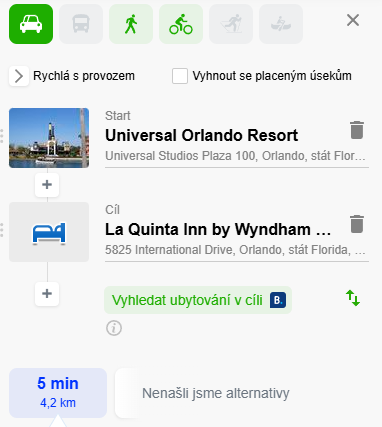 Rychlá s provozem
Vyhnout se placeným úsekům
Start
Universal Orlando Resort
Universal Studios Plaza 100, Orlando, stát Flor...
Cíl
La Quinta Inn by Wyndham ...
5825 International Drive, Orlando, stát Florida, ...
Vyhledat ubytování v cíli B.
5 min
4,2 km
Nenašli jsme alternativy